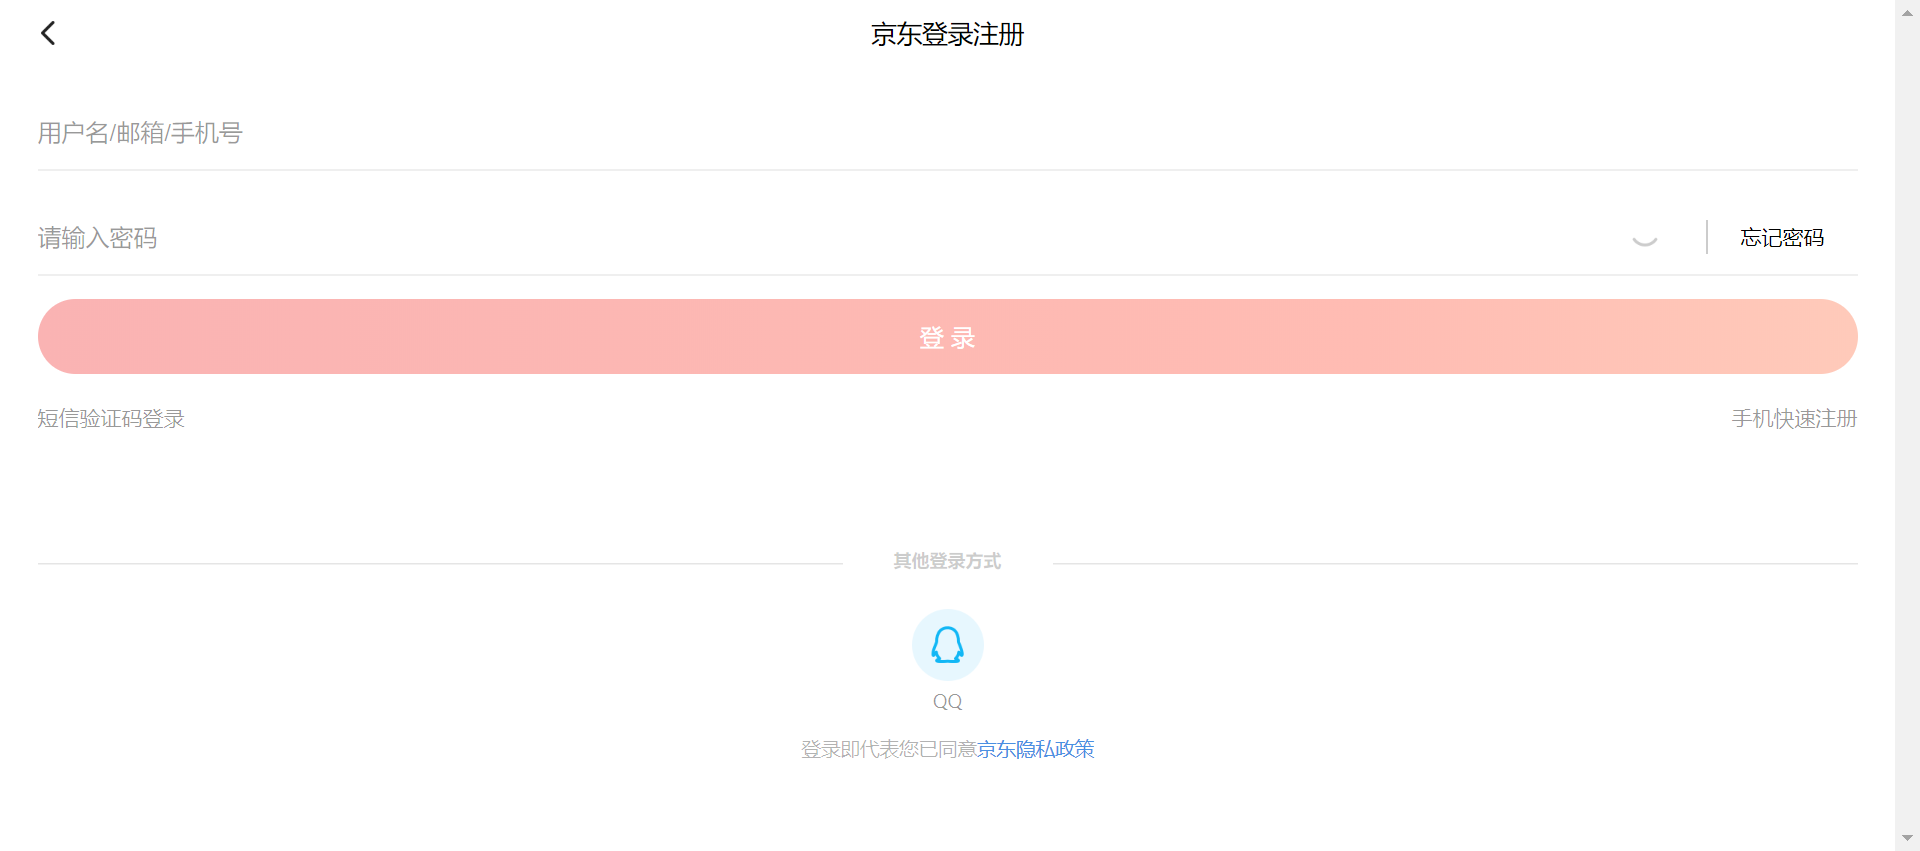 京东登录注册
用户名/邮箱/手机号
请输入密码
忘记密码
登 录
短信验证码登录
手机快速注册
其他登录方式
QQ
登录即代表您已同意京东隐私政策